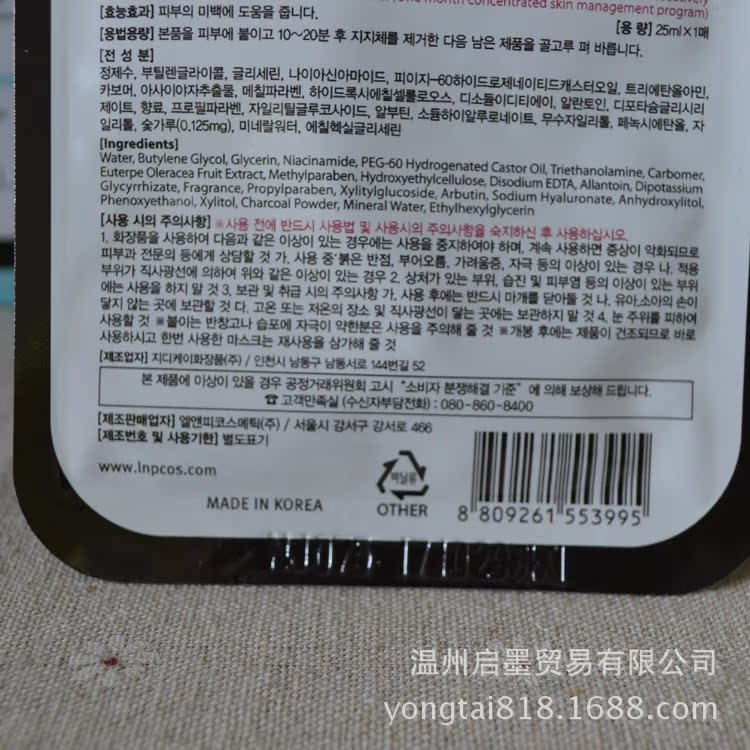 effectively
(One month concentrated skin management program)
[효능효과] 피부의 미백에 도움을 줍니다.
[용 량] 25ml×1매
[용법용량] 본품을 피부에 붙이고 10~20분 후 지지체를 제거한 다음 남은 제품을 골고루 펴 바릅니다.
[전 성 분]
정제수, 부틸렌글라이콜, 글리세린, 나이아신아마이드, 피이지-60하이드로제네이티드캐스터오일, 트리에탄올아민,
카보머, 아사이야자추출물, 메칠파라벤, 하이드록시에칠셀룰로오스, 디소듐이디티에이, 알란토인, 디포타슘글리시리
제이트, 향료, 프로필파라벤, 자일리틸글루코사이드, 알부틴, 소듐하이알루로네이트, 무수자일리톨, 페녹시에탄올, 자
일리톨, 숯가루(0.125mg), 미네랄워터, 에칠헥실글리세린
[Ingredients]
Water, Butylene Glycol, Glycerin, Niacinamide, PEG-60 Hydrogenated Castor Oil, Triethanolamine, Carbomer,
Euterpe Oleracea Fruit Extract, Methylparaben, Hydroxyethylcellulose, Disodium EDTA, Allantoin, Dipotassium
Glycyrrhizate, Fragrance, Propylparaben, Xylitylglucoside, Arbutin, Sodium Hyaluronate, Anhydroxylitol,
Phenoxyethanol, Xylitol, Charcoal Powder, Mineral Water, Ethylhexylglycerin
[사용 시의 주의사항] ※사용 전에 반드시 사용법 및 사용시의 주의사항을 숙지하신 후 사용하십시오.
1. 화장품을 사용하여 다음과 같은 이상이 있는 경우에는 사용을 중지하여야 하며, 계속 사용하면 증상이 악화되므로
피부과 전문의 등에게 상담할 것 가. 사용 중 붉은 반점, 부어오름, 가려움증, 자극 등의 이상이 있는 경우 나. 적용
부위가 직사광선에 의하여 위와 같은 이상이 있는 경우 2. 상처가 있는 부위, 습진 및 피부염 등의 이상이 있는 부위
에는 사용을 하지 말 것 3. 보관 및 취급 시의 주의사항 가. 사용 후에는 반드시 마개를 닫아둘 것 나. 유아.소아의 손이
닿지 않는 곳에 보관할 것 다. 고온 또는 저온의 장소 및 직사광선이 닿는 곳에는 보관하지 말 것 4. 눈 주위를 피하여
사용할 것 ※붙이는 반창고나 습포에 자극이 약한분은 사용을 주의해 줄 것 ※개봉 후에는 제품이 건조되므로 바로
사용하시고 한번 사용한 마스크는 재사용을 삼가해 줄 것
[제조업자] 지디케이화장품(주) / 인천시 남동구 남동서로 144번길 52
본 제품에 이상이 있을 경우 공정거래위원회 고시 "소비자 분쟁해결 기준" 에 의해 보상해 드립니다.
☎ 고객만족실 (수신자부담전화) : 080-860-8400
[제조판매업자] 엘앤피코스메틱(주) / 서울시 강서구 강서로 466
[제조번호 및 사용기한] 별도표기
www.lnpcos.com
MADE IN KOREA
비닐류
OTHER
8 809261 553995
温州启墨贸易有限公司
yongtai818.1688.com